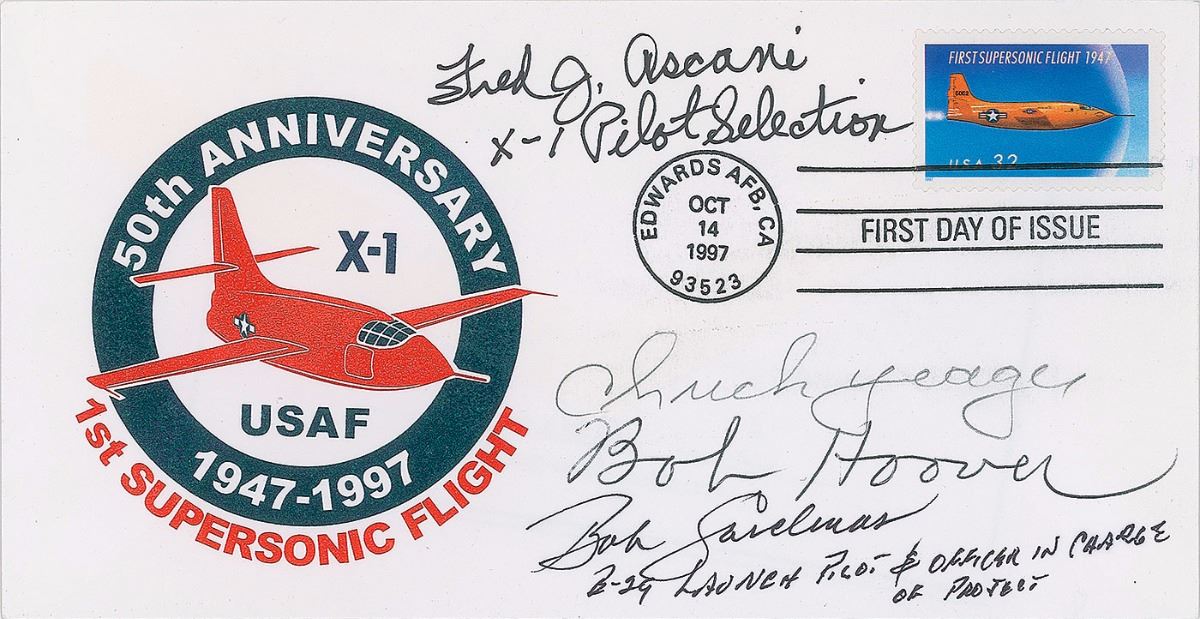 Fred J. Ascani
X-1 Pilot Selection
FIRST SUPERSONIC FLIGHT 1947
5062
USA 32
EDWARDS AFB, CA
OCT
14
1997
93523
FIRST DAY OF ISSUE
50th ANNIVERSARY
X-1
USAF
1947-1997
1st SUPERSONIC FLIGHT
Chuck Yeager
Bob Hoover
Bob Cardenas
B-29 LAUNCH PILOT & OFFICER IN CHARGE
OF PROJECT